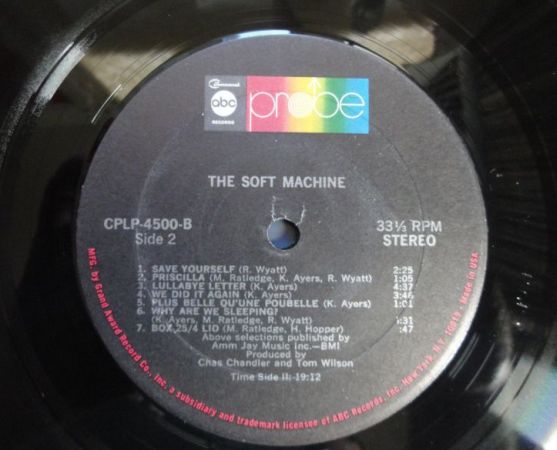 Command
abc
RECORDS
probe
THE SOFT MACHINE
CPLP-4500-B
Side 2
33⅓ RPM
STEREO
1. SAVE YOURSELF (R. Wyatt) 2:25
2. PRISCILLA (M. Ratledge, K. Ayers, R. Wyatt) 1:05
3. LULLABYE LETTER (K. Ayers) 4:37
4. WE DID IT AGAIN (K. Ayers) 3:46
5. PLUS BELLE QU'UNE POUBELLE (K. Ayers) 1:01
6. WHY ARE WE SLEEPING?
(K. Ayers, M. Ratledge, R. Wyatt) :31
7. BOX 25/4 LID (M. Ratledge, H. Hopper) :47
Above selections published by
Amm Jay Music inc.—BMI
Produced by
Chas Chandler and Tom Wilson
Time Side II: 19:12
MFG. by Grand Award Record Co., Inc. a subsidiary and trademark licensee of ABC Records, Inc. New York, N.Y. 10019 • Made in USA